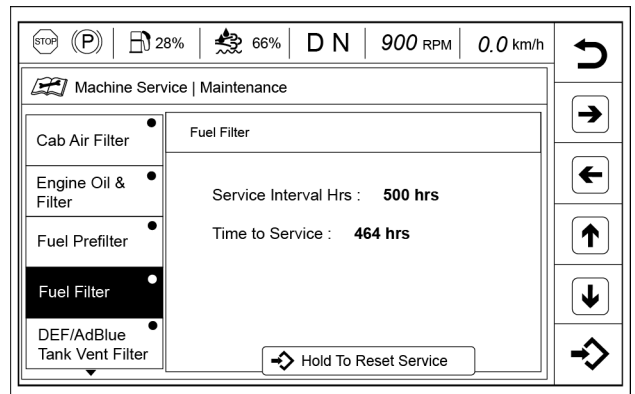 STOP P 28% 66% D N 900 RPM 0.0 km/h
Machine Service | Maintenance
Cab Air Filter
Engine Oil &
Filter
Fuel Prefilter
Fuel Filter
DEF/AdBlue
Tank Vent Filter
Fuel Filter
Service Interval Hrs : 500 hrs
Time to Service : 464 hrs
Hold To Reset Service